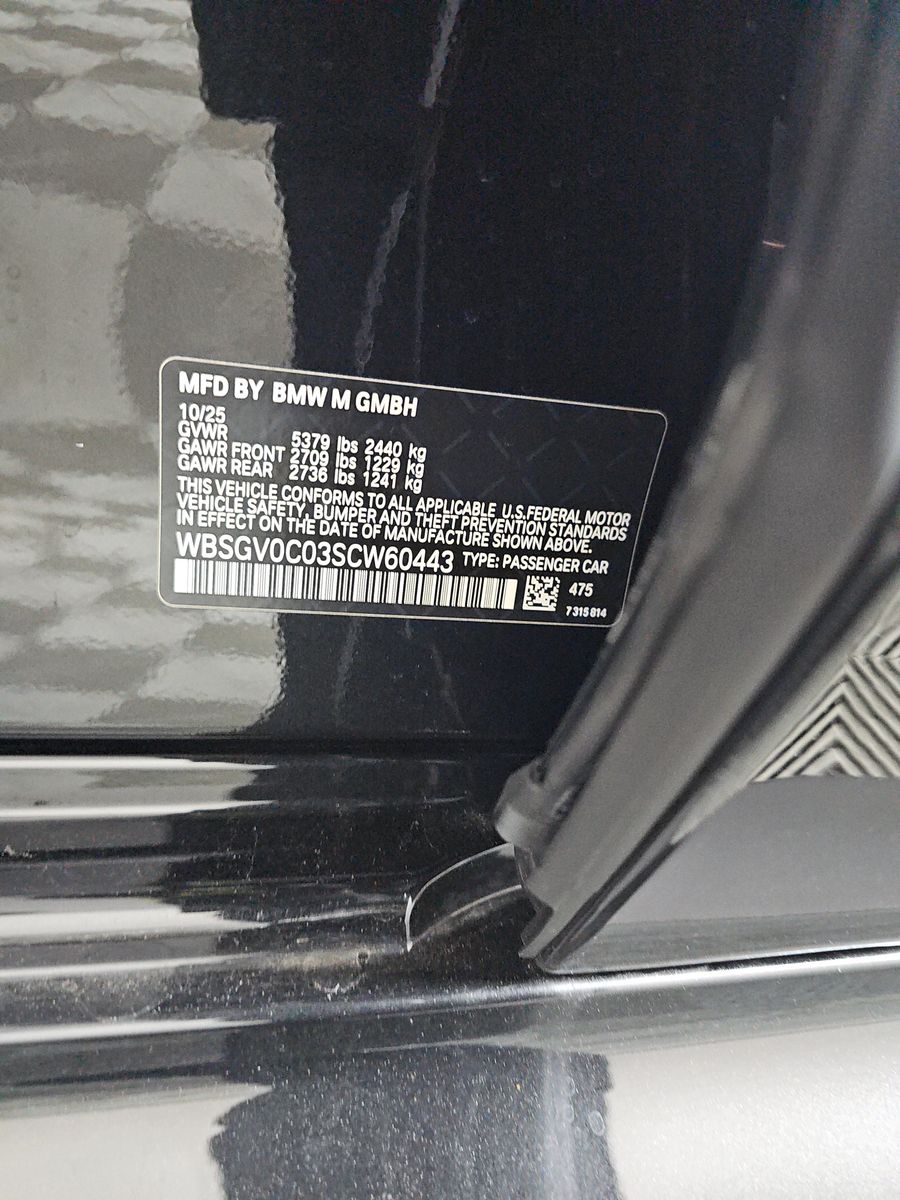 MFD BY BMW M GMBH
10/25
GVWR 5379 lbs 2440 kg
GAWR FRONT 2709 lbs 1229 kg
GAWR REAR 2736 lbs 1241 kg
THIS VEHICLE CONFORMS TO ALL APPLICABLE U.S.FEDERAL MOTOR
VEHICLE SAFETY, BUMPER AND THEFT PREVENTION STANDARDS
IN EFFECT ON THE DATE OF MANUFACTURE SHOWN ABOVE.
WBSGV0C03SCW60443 TYPE: PASSENGER CAR
475
7 315 814